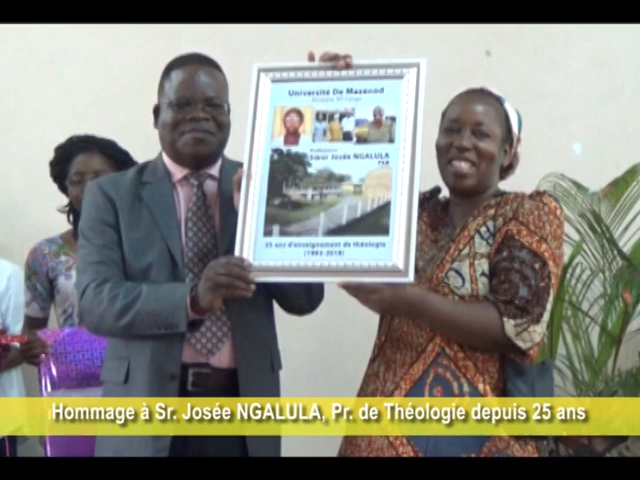 Université De Mazenod
Professeur
Sœur Josée NGALULA
25 ans d'enseignement de théologie
(1993-2018)
Hommage à Sr. Josée NGALULA, Pr. de Théologie depuis 25 ans